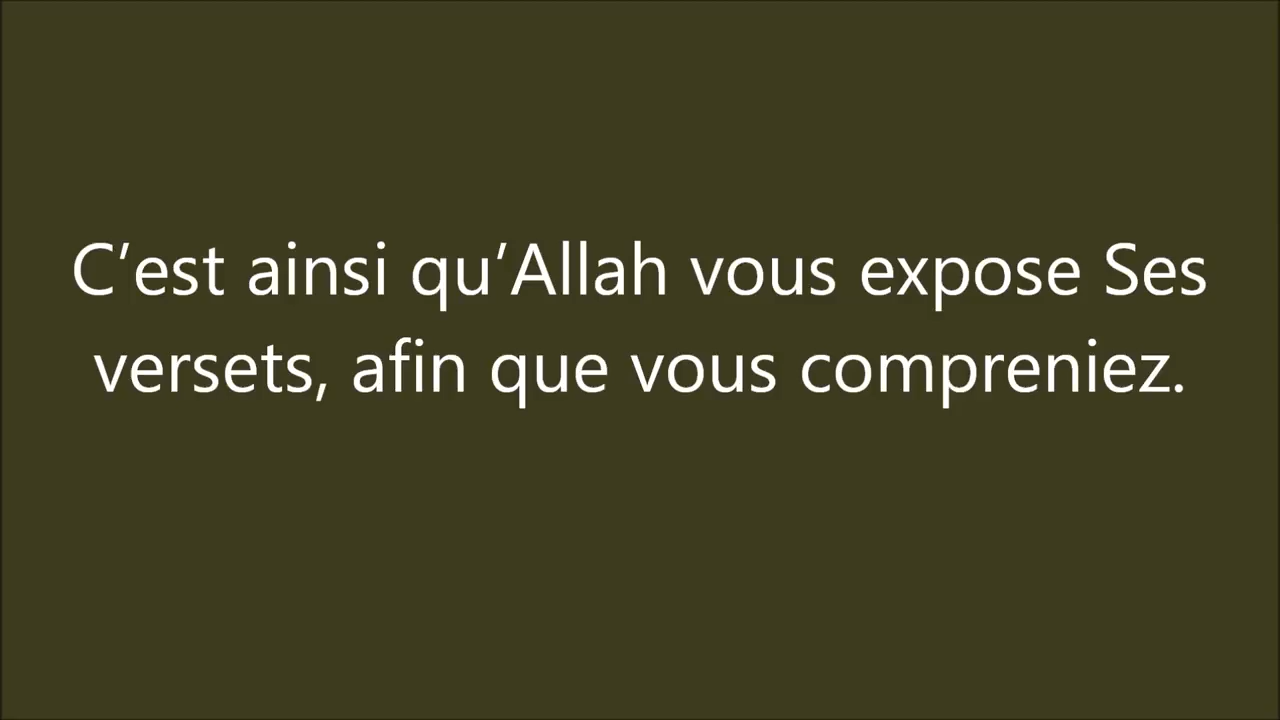 C’est ainsi qu’Allah vous expose Ses
versets, afin que vous compreniez.